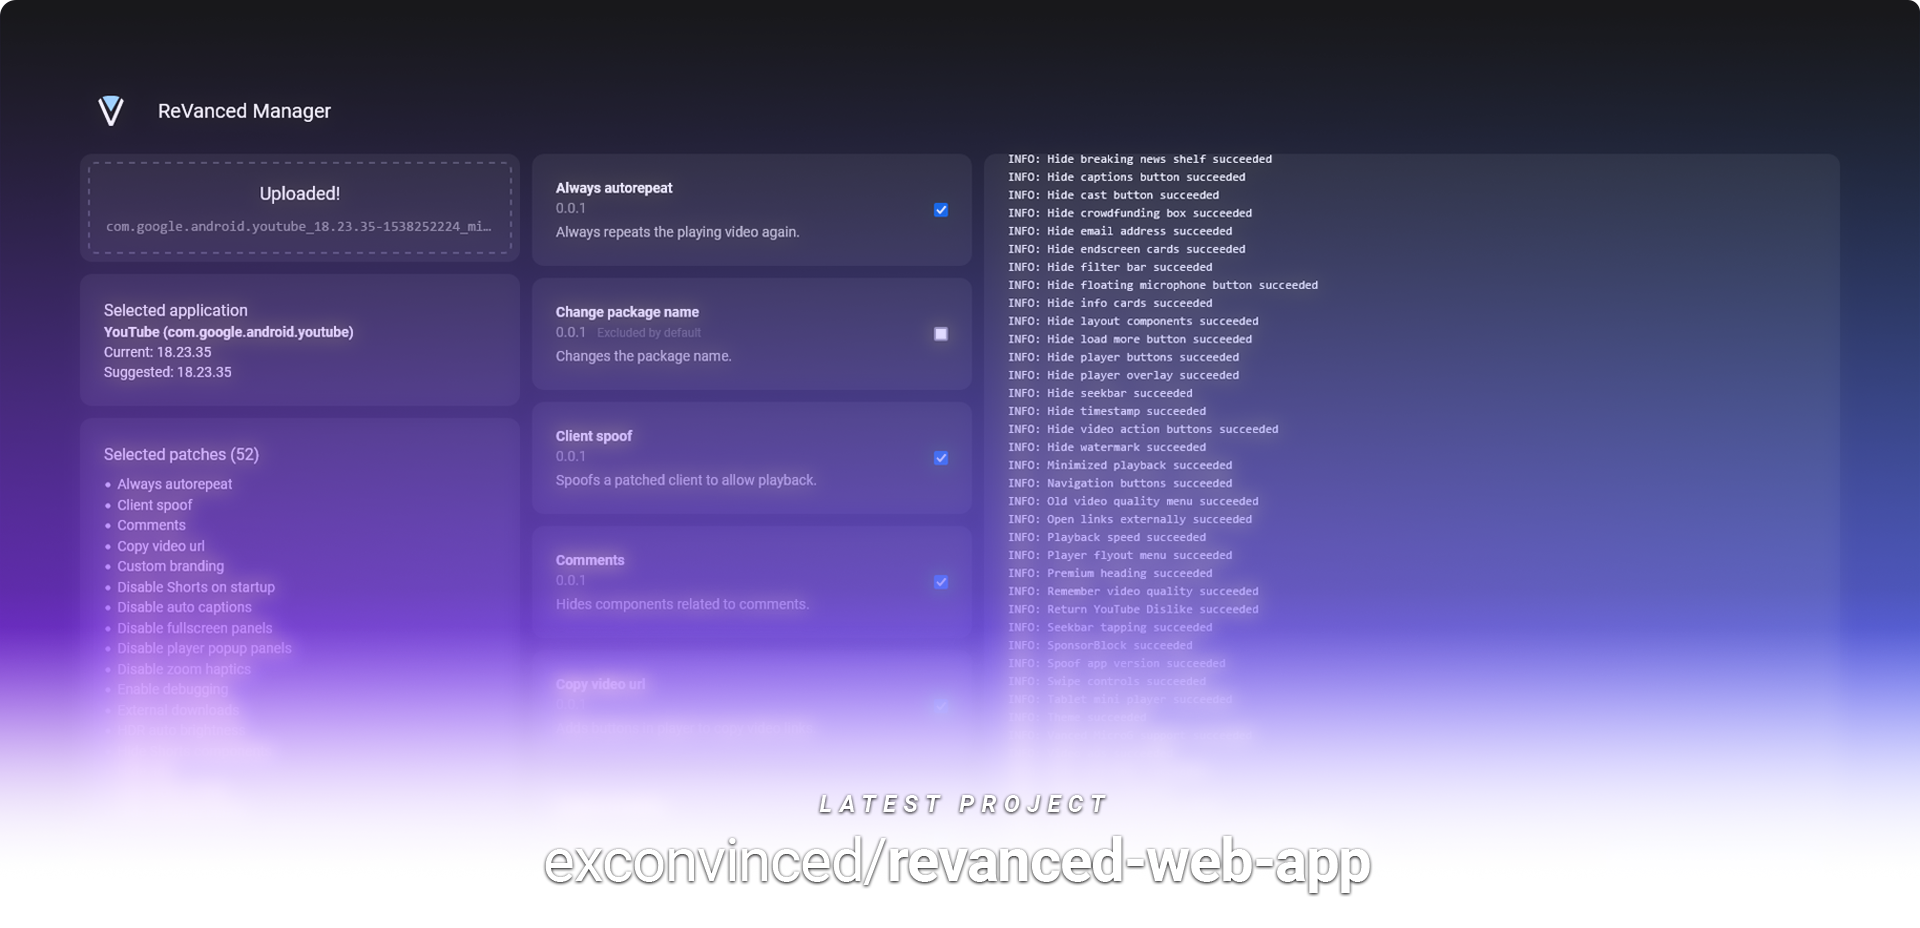 ReVanced Manager
Uploaded!
com.google.android.youtube_18.23.35-1538252224_mi…
Selected application
YouTube (com.google.android.youtube)
Current: 18.23.35
Suggested: 18.23.35
Selected patches (52)
• Always autorepeat
• Client spoof
• Comments
• Copy video url
• Custom branding
• Disable Shorts on startup
• Disable auto captions
• Disable fullscreen panels
• Disable player popup panels
• Disable zoom haptics
• Enable debugging
• External downloads
Always autorepeat
0.0.1
Always repeats the playing video again.
Change package name
0.0.1 Excluded by default
Changes the package name.
Client spoof
0.0.1
Spoofs a patched client to allow playback.
Comments
0.0.1
Hides components related to comments.
Copy video url
INFO: Hide breaking news shelf succeeded
INFO: Hide captions button succeeded
INFO: Hide cast button succeeded
INFO: Hide crowdfunding box succeeded
INFO: Hide email address succeeded
INFO: Hide endscreen cards succeeded
INFO: Hide filter bar succeeded
INFO: Hide floating microphone button succeeded
INFO: Hide info cards succeeded
INFO: Hide layout components succeeded
INFO: Hide load more button succeeded
INFO: Hide player buttons succeeded
INFO: Hide player overlay succeeded
INFO: Hide seekbar succeeded
INFO: Hide timestamp succeeded
INFO: Hide video action buttons succeeded
INFO: Hide watermark succeeded
INFO: Minimized playback succeeded
INFO: Navigation buttons succeeded
INFO: Old video quality menu succeeded
INFO: Open links externally succeeded
INFO: Playback speed succeeded
INFO: Player flyout menu succeeded
INFO: Premium heading succeeded
INFO: Remember video quality succeeded
INFO: Return YouTube Dislike succeeded
INFO: Seekbar tapping succeeded
INFO: SponsorBlock succeeded
INFO: Spoof app version succeeded
INFO: Swipe controls succeeded
INFO: Tablet mini player succeeded
INFO: Theme succeeded
LATEST PROJECT
exconvinced/revanced-web-app